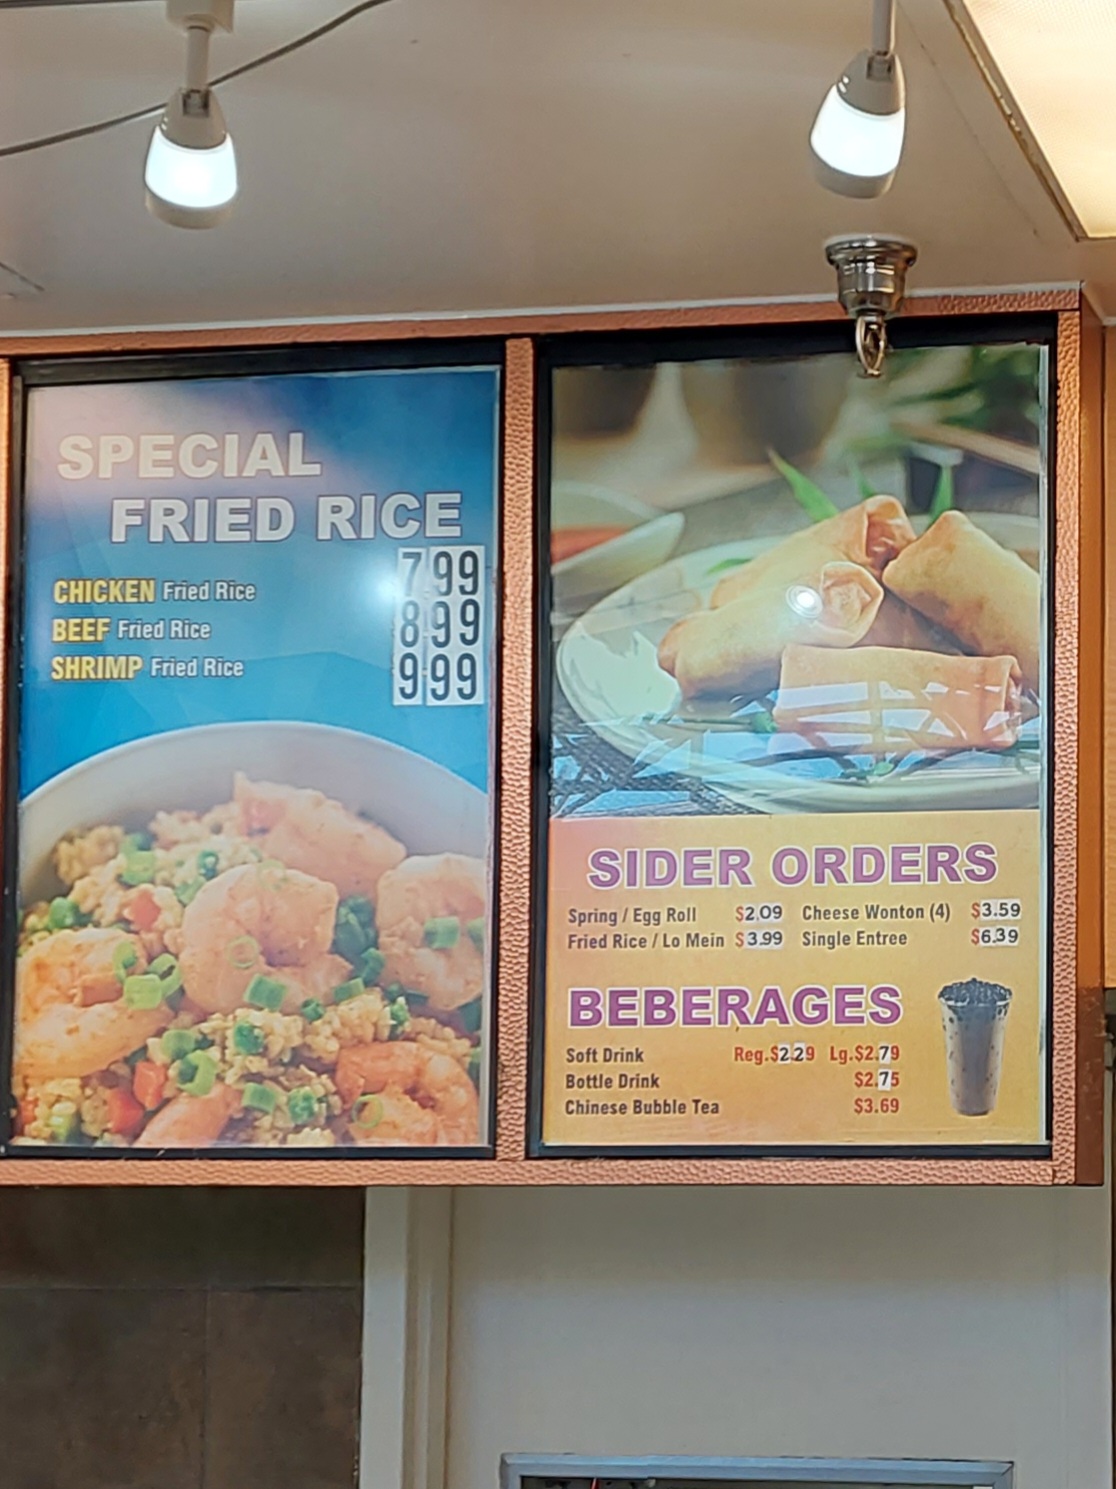 SPECIAL
FRIED RICE
CHICKEN Fried Rice 7.99
BEEF Fried Rice 899
SHRIMP Fried Rice 9.99
SIDER ORDERS
Spring / Egg Roll $2.09 Cheese Wonton (4) $3.59
Fried Rice / Lo Mein $3.99 Single Entree $6.39
BEBERAGES
Soft Drink Reg.$2.29 Lg.$2.79
Bottle Drink $2.75
Chinese Bubble Tea $3.69